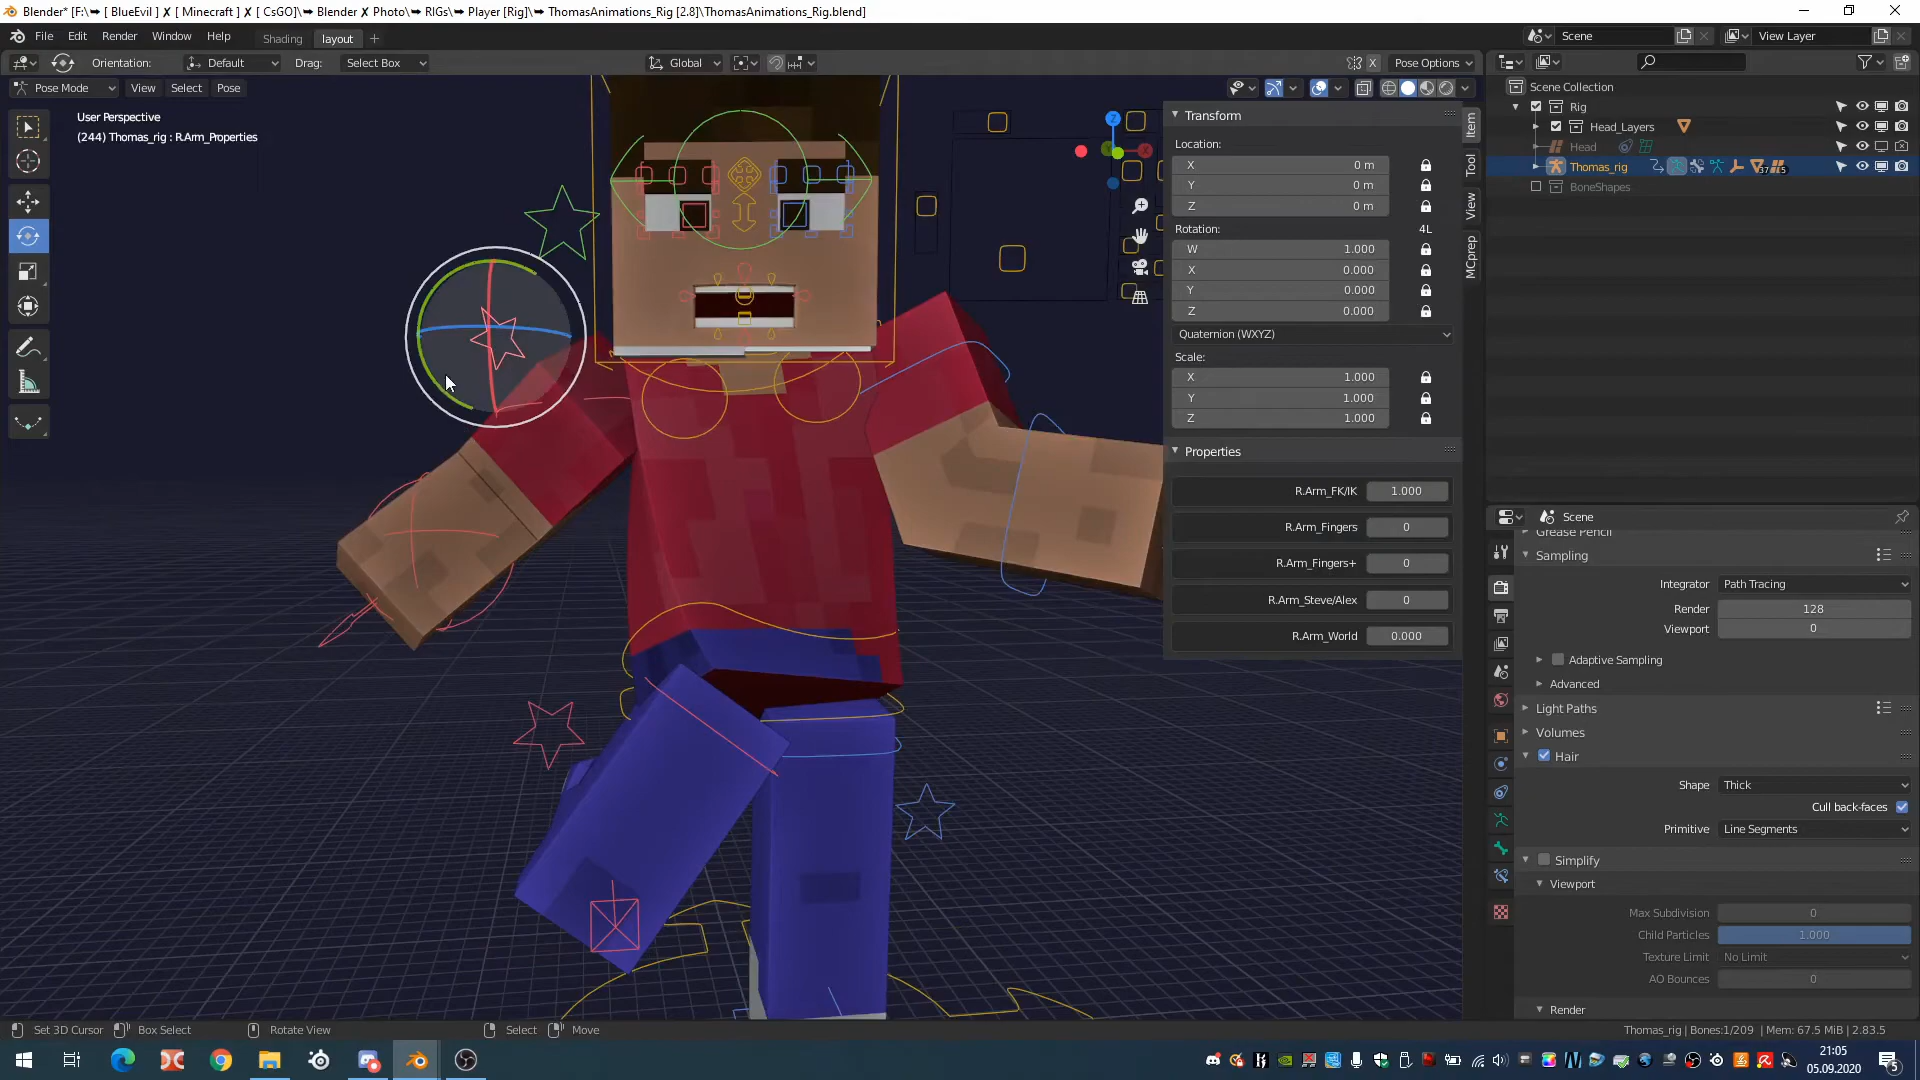 Blender* [F:\➥ [ BlueEvil ] ✗ [ Minecraft ] ✗ [ CsGO]\➥ Blender ✗ Photo\➥ RIGs\➥ Player [Rig]\➥ ThomasAnimations_Rig [2.8]\ThomasAnimations_Rig.blend]
File Edit Render Window Help Shading layout + Scene View Layer
Orientation: Default Drag: Select Box Global X Pose Options
Pose Mode View Select Pose
User Perspective
(244) Thomas_rig : R.Arm_Properties
Transform
Location:
X 0 m
Y 0 m
Z 0 m
Rotation: 4L
W 1.000
X 0.000
Y 0.000
Z 0.000
Quaternion (WXYZ)
Scale:
X 1.000
Y 1.000
Z 1.000
Properties
R.Arm_FK/IK 1.000
R.Arm_Fingers 0
R.Arm_Fingers+ 0
R.Arm_Steve/Alex 0
R.Arm_World 0.000
Item
Tool
View
MCprep
Z
Scene Collection
Rig
Head_Layers
Head
Thomas_rig 37 15
BoneShapes
Scene
Grease Pencil
Sampling
Integrator Path Tracing
Render 128
Viewport 0
Adaptive Sampling
Advanced
Light Paths
Volumes
Hair
Shape Thick
Cull back-faces
Primitive Line Segments
Simplify
Viewport
Max Subdivision 0
Child Particles 1.000
Texture Limit No Limit
AO Bounces 0
Render
Set 3D Cursor Box Select Rotate View Select Move Thomas_rig | Bones:1/209 | Mem: 67.5 MiB | 2.83.5
21:05
05.09.2020
5